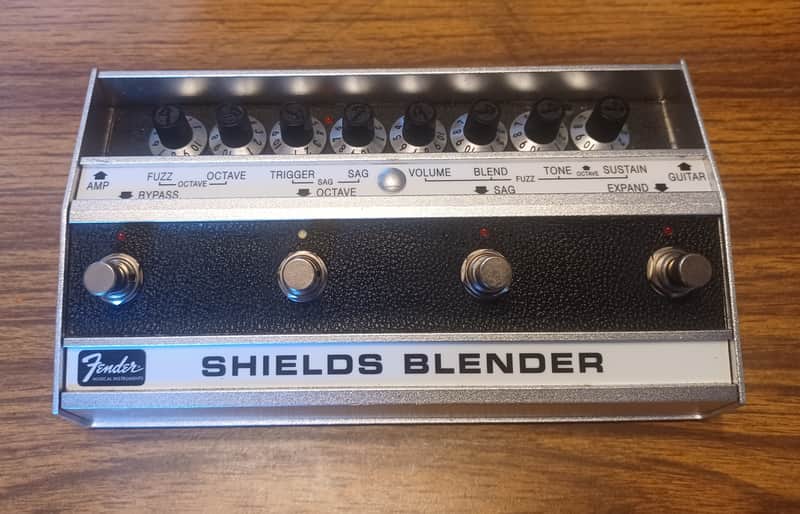 FUZZ OCTAVE TRIGGER SAG VOLUME BLEND TONE OCTAVE SUSTAIN
AMP OCTAVE SAG FUZZ GUITAR
BYPASS OCTAVE SAG EXPAND
Fender SHIELDS BLENDER
MUSICAL INSTRUMENTS